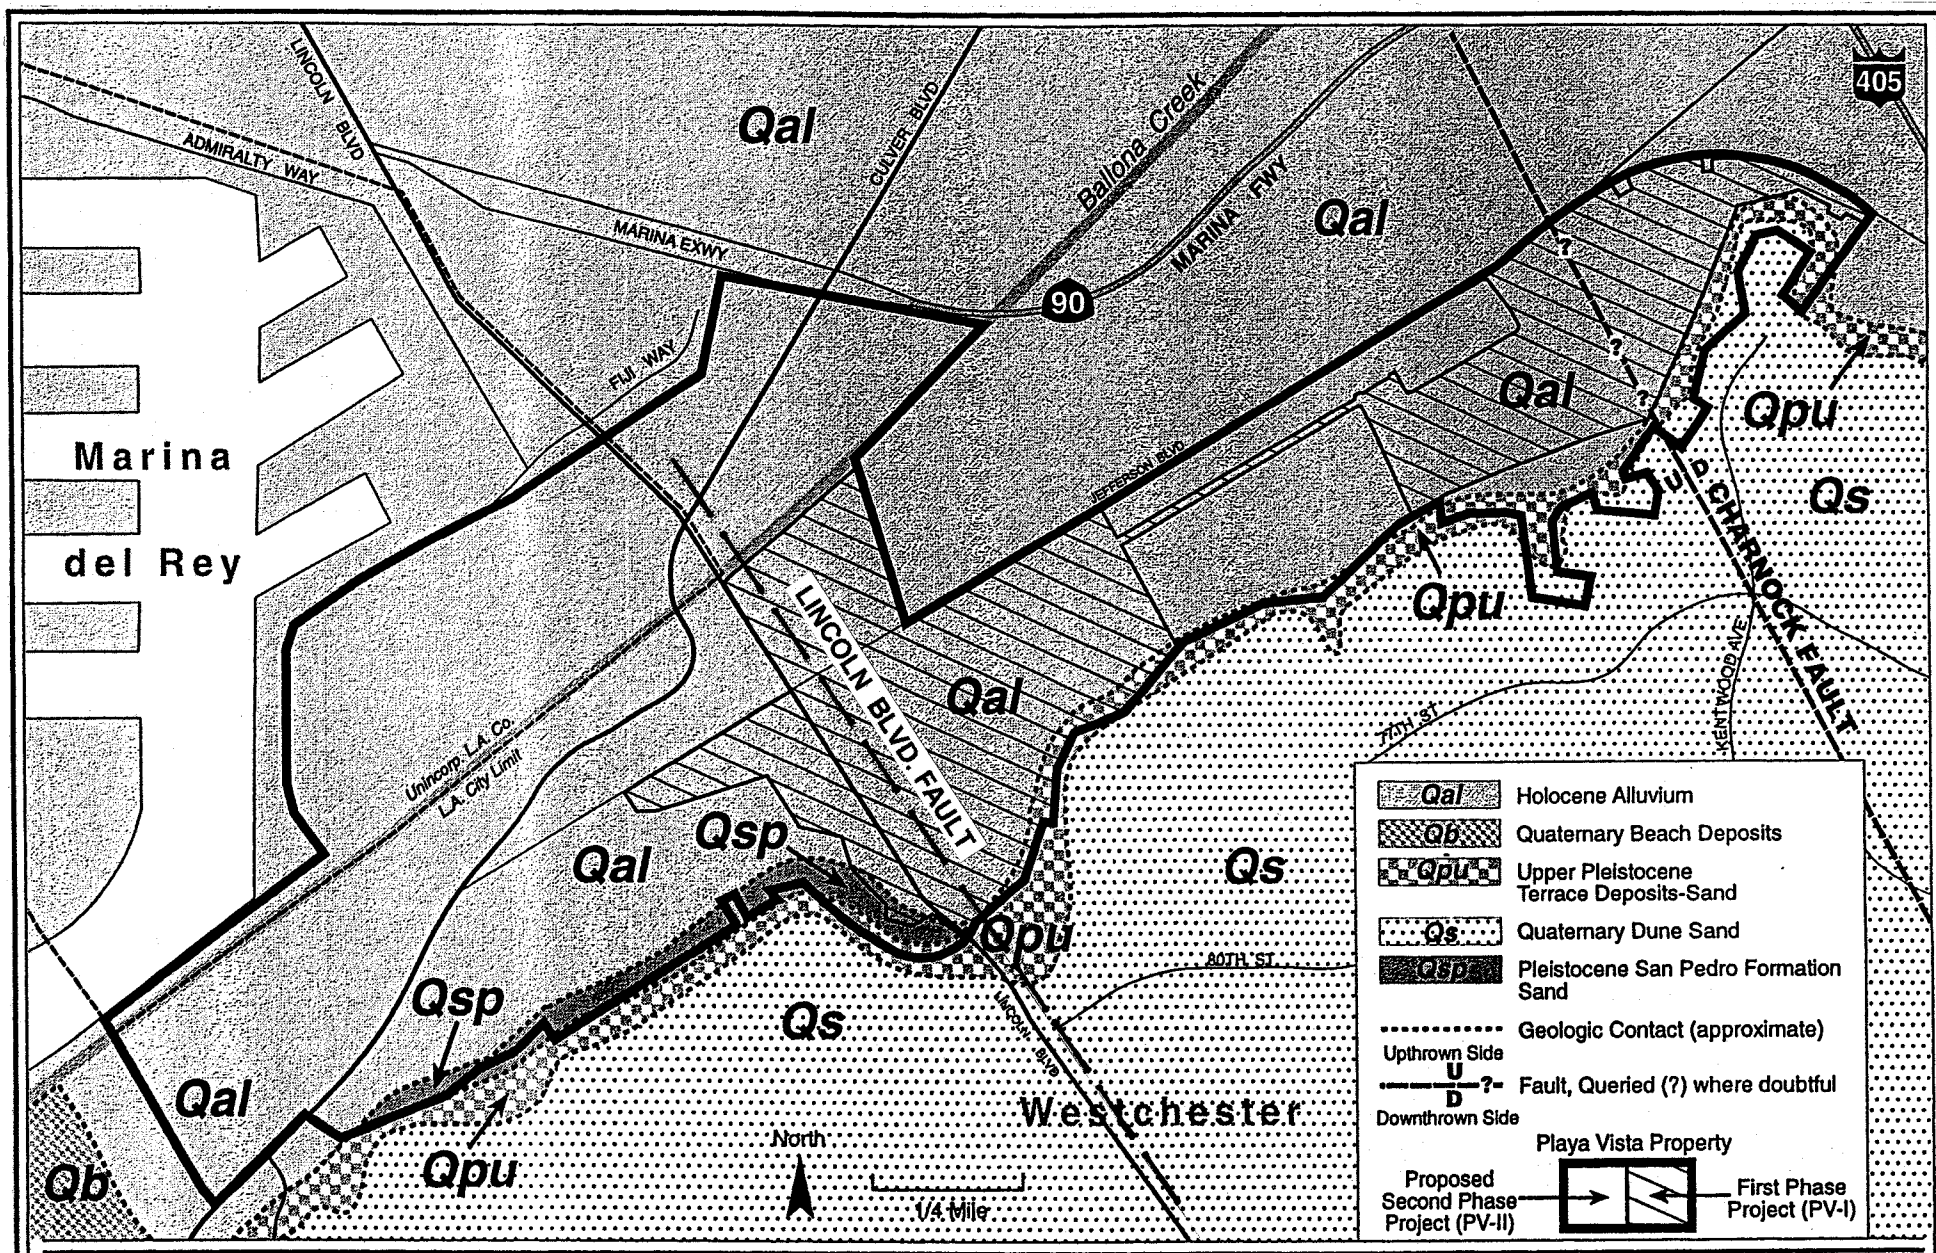 405
LINCOLN BLVD
Qal
CULVER BLVD
Ballona Creek
ADMIRALTY WAY
MARINA FWY
Qal
MARINA EXWY
90
?
FIJI WAY
?
Qal
?
Qpu
Marina
del Rey
JEFFERSON BLVD
D
U
Qs
CHARNOCK FAULT
Qpu
LINCOLN BLVD. FAULT
KENTWOOD AVE
Qal
77TH ST
Unincorp L.A. Co
L.A. City Limit
Qsp
Qal
Qs
Qpu
80TH ST
Qsp
Qs
LINCOLN BLVD
Qal
Westchester
Qpu
Qb
North
1/4 Mile
Qal Holocene Alluvium
Qb Quaternary Beach Deposits
Qpu Upper Pleistocene
Terrace Deposits-Sand
Qs Quaternary Dune Sand
Qsp Pleistocene San Pedro Formation
Sand
Geologic Contact (approximate)
Upthrown Side
U
? Fault, Queried (?) where doubtful
D
Downthrown Side
Playa Vista Property
Proposed
Second Phase
Project (PV-II)
First Phase
Project (PV-I)